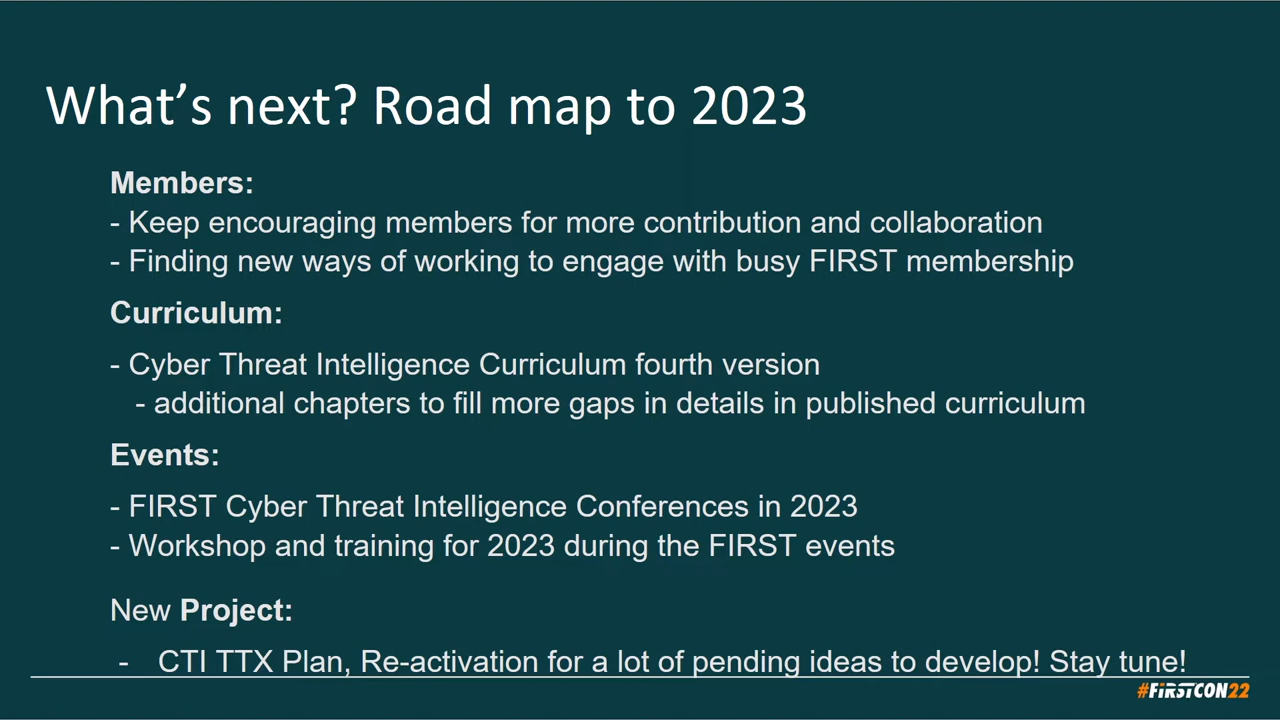 What’s next? Road map to 2023
Members:
- Keep encouraging members for more contribution and collaboration
- Finding new ways of working to engage with busy FIRST membership
Curriculum:
- Cyber Threat Intelligence Curriculum fourth version
- additional chapters to fill more gaps in details in published curriculum
Events:
- FIRST Cyber Threat Intelligence Conferences in 2023
- Workshop and training for 2023 during the FIRST events
New Project:
- CTI TTX Plan, Re-activation for a lot of pending ideas to develop! Stay tune!
#FIRSTCON22